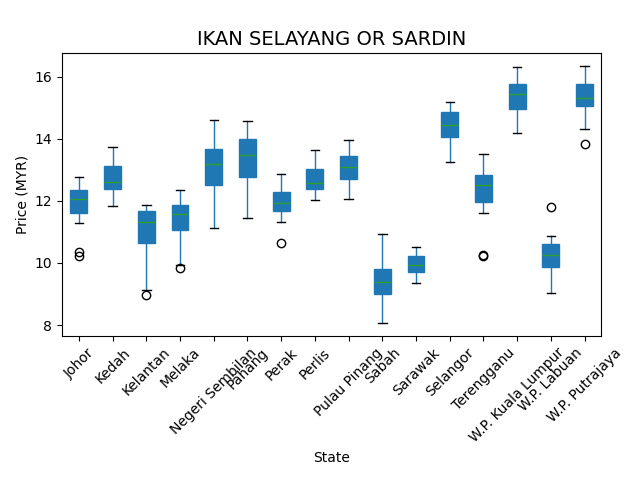 IKAN SELAYANG OR SARDIN
Price (MYR)
16
14
12
10
8
Johor
Kedah
Kelantan
Melaka
Negeri Sembilan
Pahang
Perak
Perlis
Pulau Pinang
Sabah
Sarawak
Selangor
Terengganu
W.P. Kuala Lumpur
W.P. Labuan
W.P. Putrajaya
State